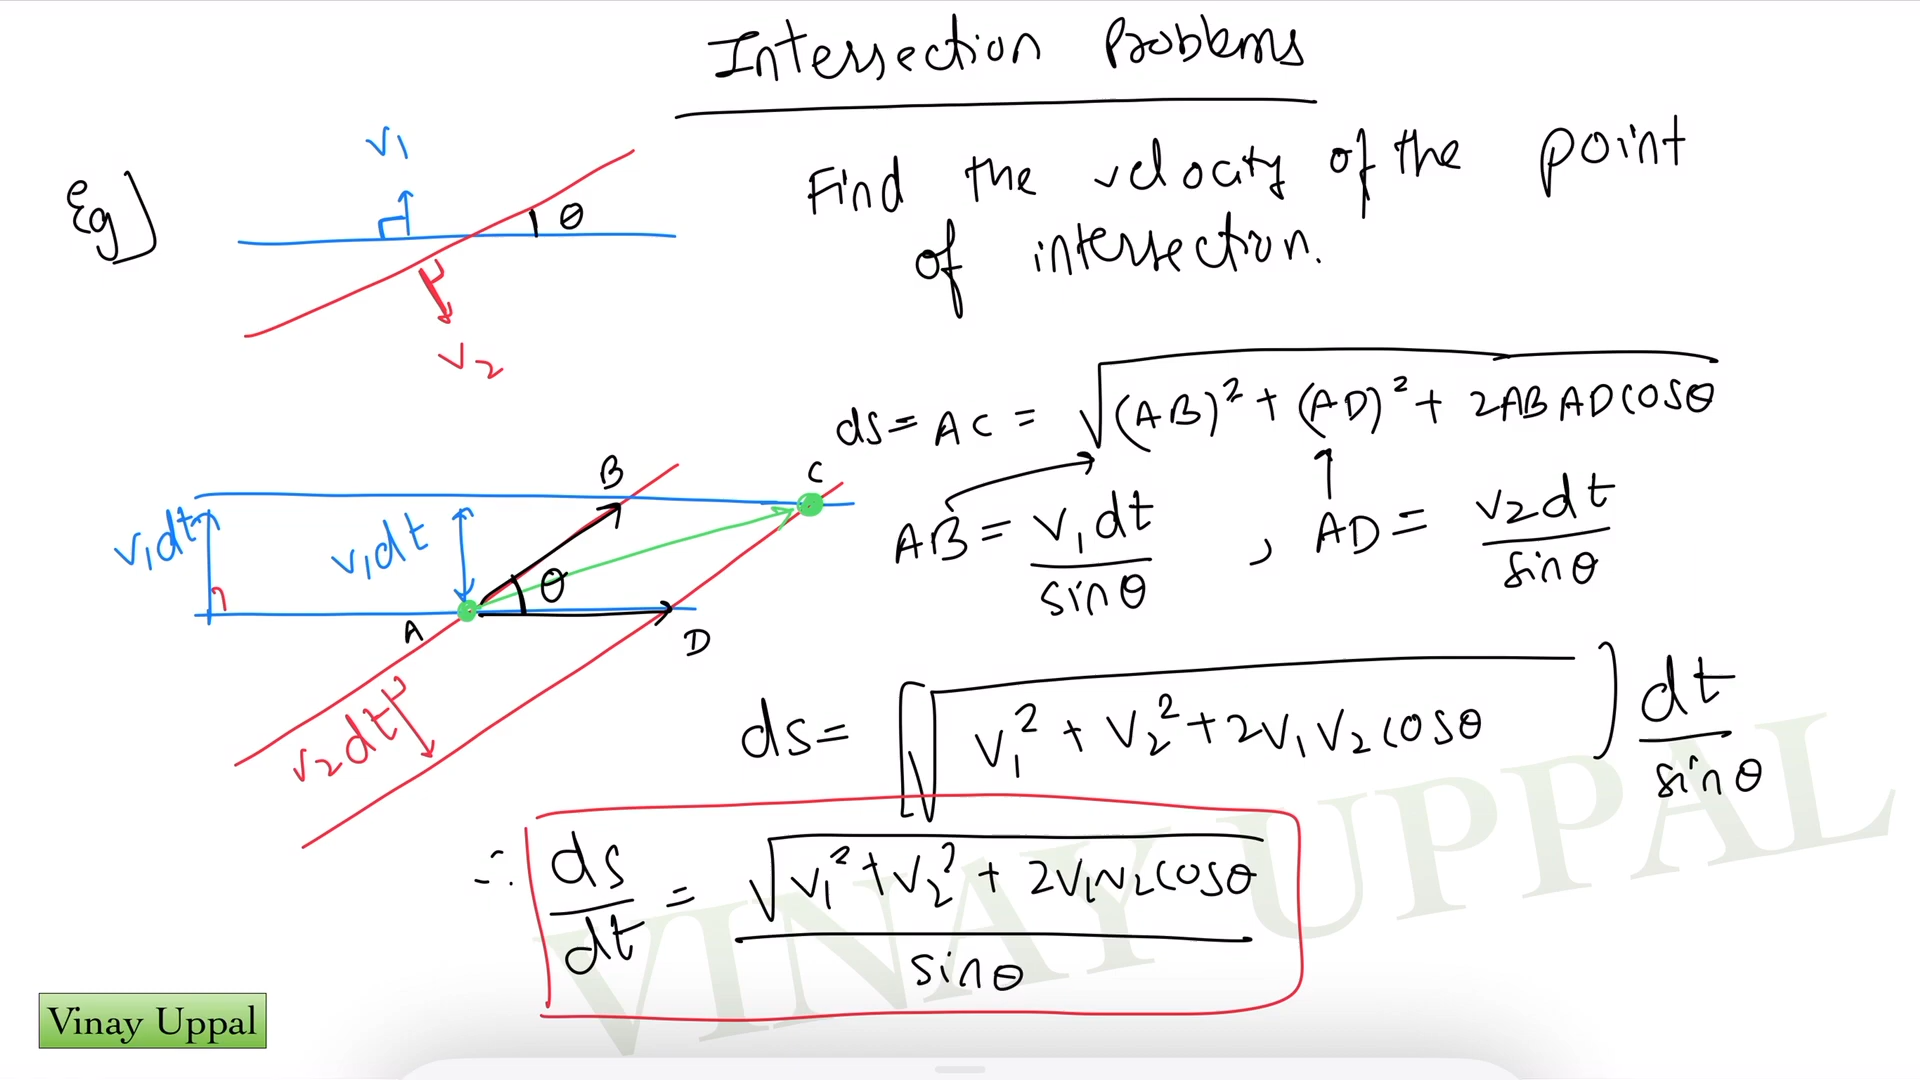 Intersection Problems
Eg)
v₁
θ
v₂
Find the velocity of the point
of intersection.
ds = AC = √(AB)² + (AD)² + 2AB AD cosθ
AB = v₁dt/sinθ , AD = v₂dt/sinθ
B
C
v₁dt
v₁dt
θ
A
D
v₂dt
ds = [√v₁² + v₂² + 2v₁v₂cosθ] dt/sinθ
∴ ds/dt = √v₁² + v₂² + 2v₁v₂cosθ/sinθ
VINAY UPPAL
Vinay Uppal